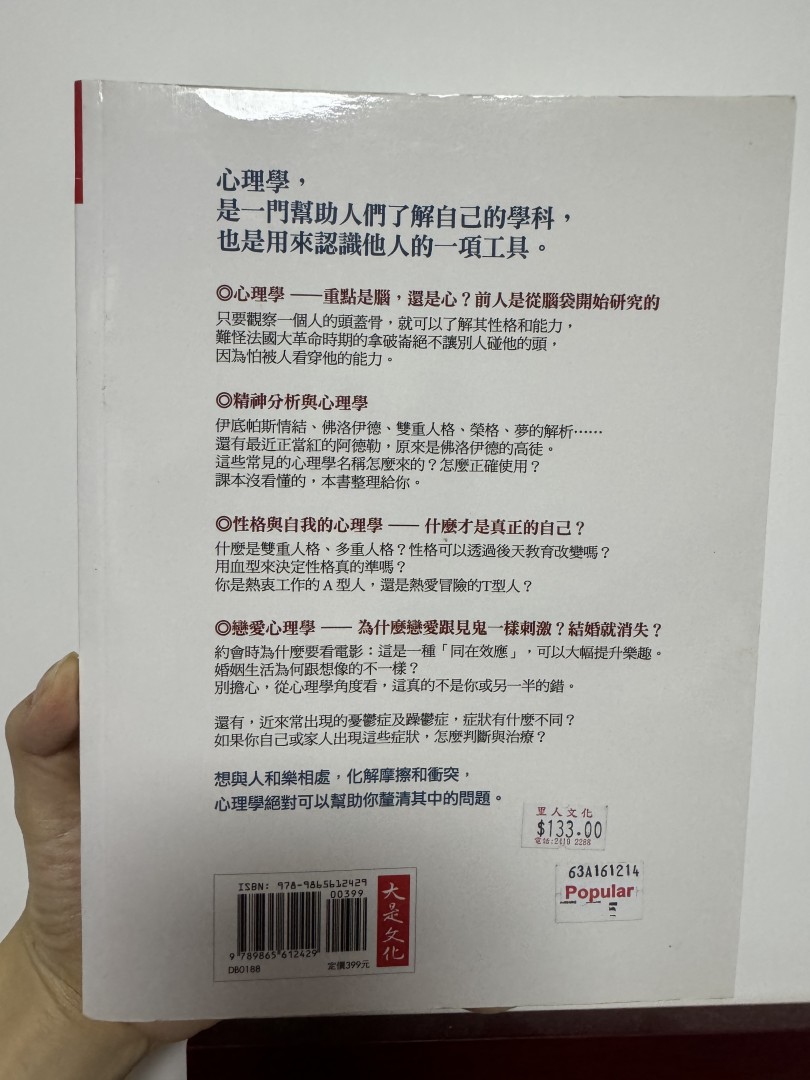 心理學，
是一門幫助人們了解自己的學科，
也是用來認識他人的一項工具。
◎心理學 ——重點是腦，還是心？前人是從腦袋開始研究的
只要觀察一個人的頭蓋骨，就可以了解其性格和能力，
難怪法國大革命時期的拿破崙絕不讓別人碰他的頭，
因為怕被人看穿他的能力。
◎精神分析與心理學
伊底帕斯情結、佛洛伊德、雙重人格、榮格、夢的解析……
還有最近正當紅的阿德勒，原來是佛洛伊德的高徒。
這些常見的心理學名稱怎麼來的？怎麼正確使用？
課本沒看懂的，本書整理給你。
◎性格與自我的心理學 —— 什麼才是真正的自己？
什麼是雙重人格、多重人格？性格可以透過後天教育改變嗎？
用血型來決定性格真的準嗎？
你是熱衷工作的 A 型人，還是熱愛冒險的T型人？
◎戀愛心理學 —— 為什麼戀愛跟見鬼一樣刺激？結婚就消失？
約會時為什麼要看電影：這是一種「同在效應」，可以大幅提升樂趣。
婚姻生活為何跟想像的不一樣？
別擔心，從心理學角度看，這真的不是你或另一半的錯。
還有，近來常出現的憂鬱症及躁鬱症，症狀有什麼不同？
如果你自己或家人出現這些症狀，怎麼判斷與治療？
想與人和樂相處，化解摩擦和衝突，
心理學絕對可以幫助你釐清其中的問題。
里人文化
$133.00
電話:2110 2288
63A161214
Popular
ISBN: 978-9865612429
00399
9 789865 612429
DB0188
定價399元
大是文化